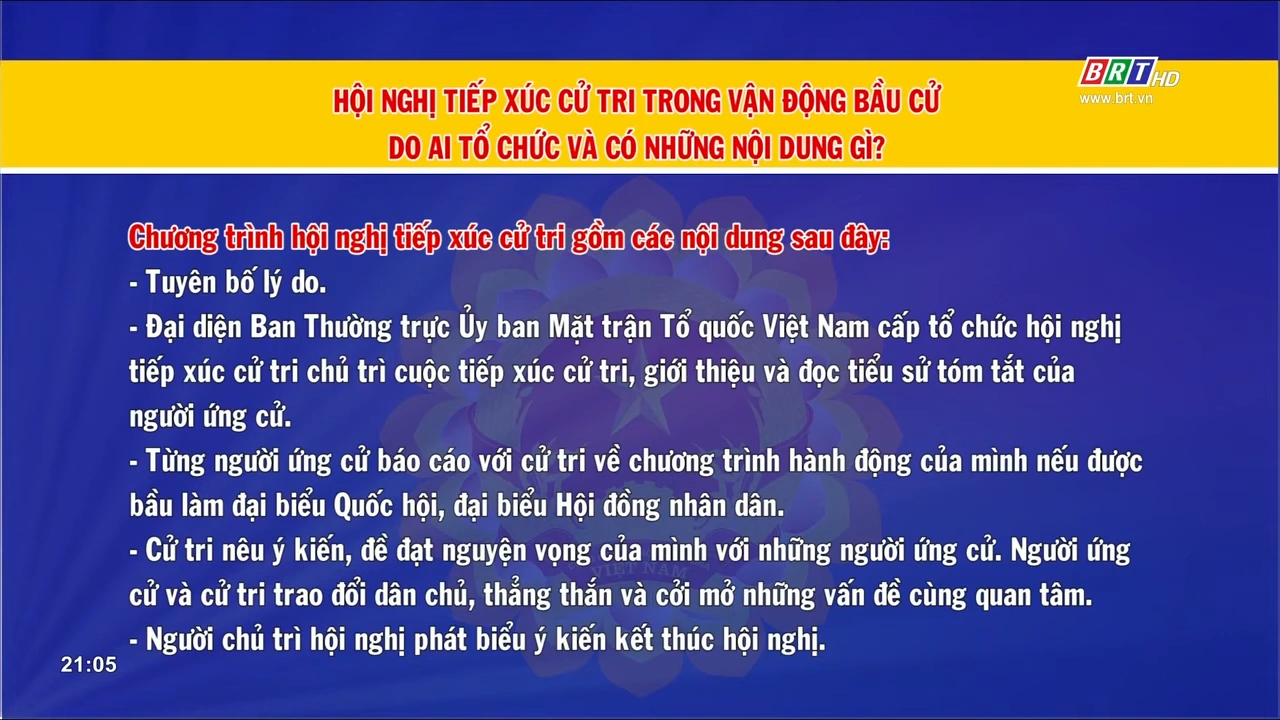 BRT HD
www.brt.vn
HỘI NGHỊ TIẾP XÚC CỬ TRI TRONG VẬN ĐỘNG BẦU CỬ
DO AI TỔ CHỨC VÀ CÓ NHỮNG NỘI DUNG GÌ?
Chương trình hội nghị tiếp xúc cử tri gồm các nội dung sau đây:
- Tuyên bố lý do.
- Đại diện Ban Thường trực Ủy ban Mặt trận Tổ quốc Việt Nam cấp tổ chức hội nghị
tiếp xúc cử tri chủ trì cuộc tiếp xúc cử tri, giới thiệu và đọc tiểu sử tóm tắt của
người ứng cử.
- Từng người ứng cử báo cáo với cử tri về chương trình hành động của mình nếu được
bầu làm đại biểu Quốc hội, đại biểu Hội đồng nhân dân.
- Cử tri nêu ý kiến, đề đạt nguyện vọng của mình với những người ứng cử. Người ứng
cử và cử tri trao đổi dân chủ, thẳng thắn và cởi mở những vấn đề cùng quan tâm.
VIỆT NAM
- Người chủ trì hội nghị phát biểu ý kiến kết thúc hội nghị.
21:05